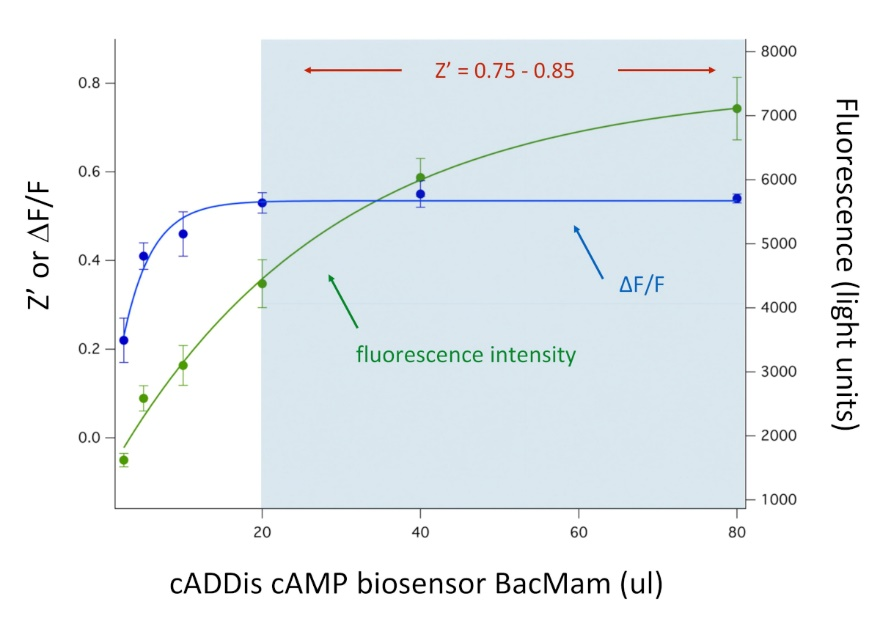 Z’ = 0.75 - 0.85
8000
0.8
7000
0.6
6000
0.4
5000
4000
0.2
3000
0.0
2000
1000
Z’ or ΔF/F
Fluorescence (light units)
ΔF/F
fluorescence intensity
20
40
60
80
cADDis cAMP biosensor BacMam (ul)